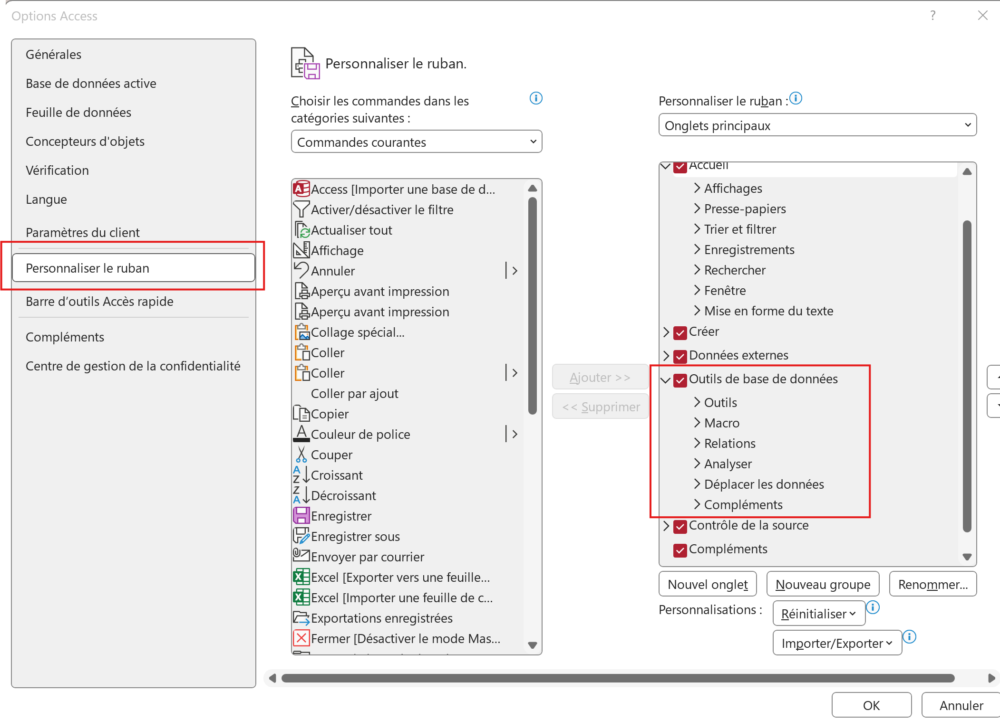 Options Access
Générales
Base de données active
Feuille de données
Concepteurs d'objets
Vérification
Langue
Paramètres du client
Personnaliser le ruban
Barre d’outils Accès rapide
Compléments
Centre de gestion de la confidentialité
Personnaliser le ruban.
Choisir les commandes dans les
catégories suivantes :
Commandes courantes
Access [Importer une base de d...
Activer/désactiver le filtre
Actualiser tout
Affichage
Annuler
Aperçu avant impression
Aperçu avant impression
Collage spécial...
Coller
Coller
Coller par ajout
Copier
Couleur de police
Couper
Croissant
Décroissant
Enregistrer
Enregistrer sous
Envoyer par courrier
Excel [Exporter vers une feuille...
Excel [Importer une feuille de c...
Exportations enregistrées
Fermer [Désactiver le mode Mas...
Ajouter >>
<< Supprimer
Personnaliser le ruban :
Onglets principaux
Accueil
Affichages
Presse-papiers
Trier et filtrer
Enregistrements
Rechercher
Fenêtre
Mise en forme du texte
Créer
Données externes
Outils de base de données
Outils
Macro
Relations
Analyser
Déplacer les données
Compléments
Contrôle de la source
Compléments
Nouvel onglet
Nouveau groupe
Renommer...
Personnalisations :
Réinitialiser
Importer/Exporter
OK
Annuler